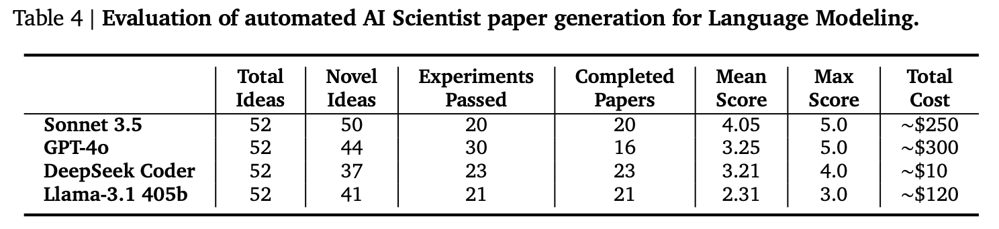 Table 4 | Evaluation of automated AI Scientist paper generation for Language Modeling.
Total Ideas Novel Ideas Experiments Passed Completed Papers Mean Score Max Score Total Cost
Sonnet 3.5 52 50 20 20 4.05 5.0 ~$250
GPT-4o 52 44 30 16 3.25 5.0 ~$300
DeepSeek Coder 52 37 23 23 3.21 4.0 ~$10
Llama-3.1 405b 52 41 21 21 2.31 3.0 ~$120